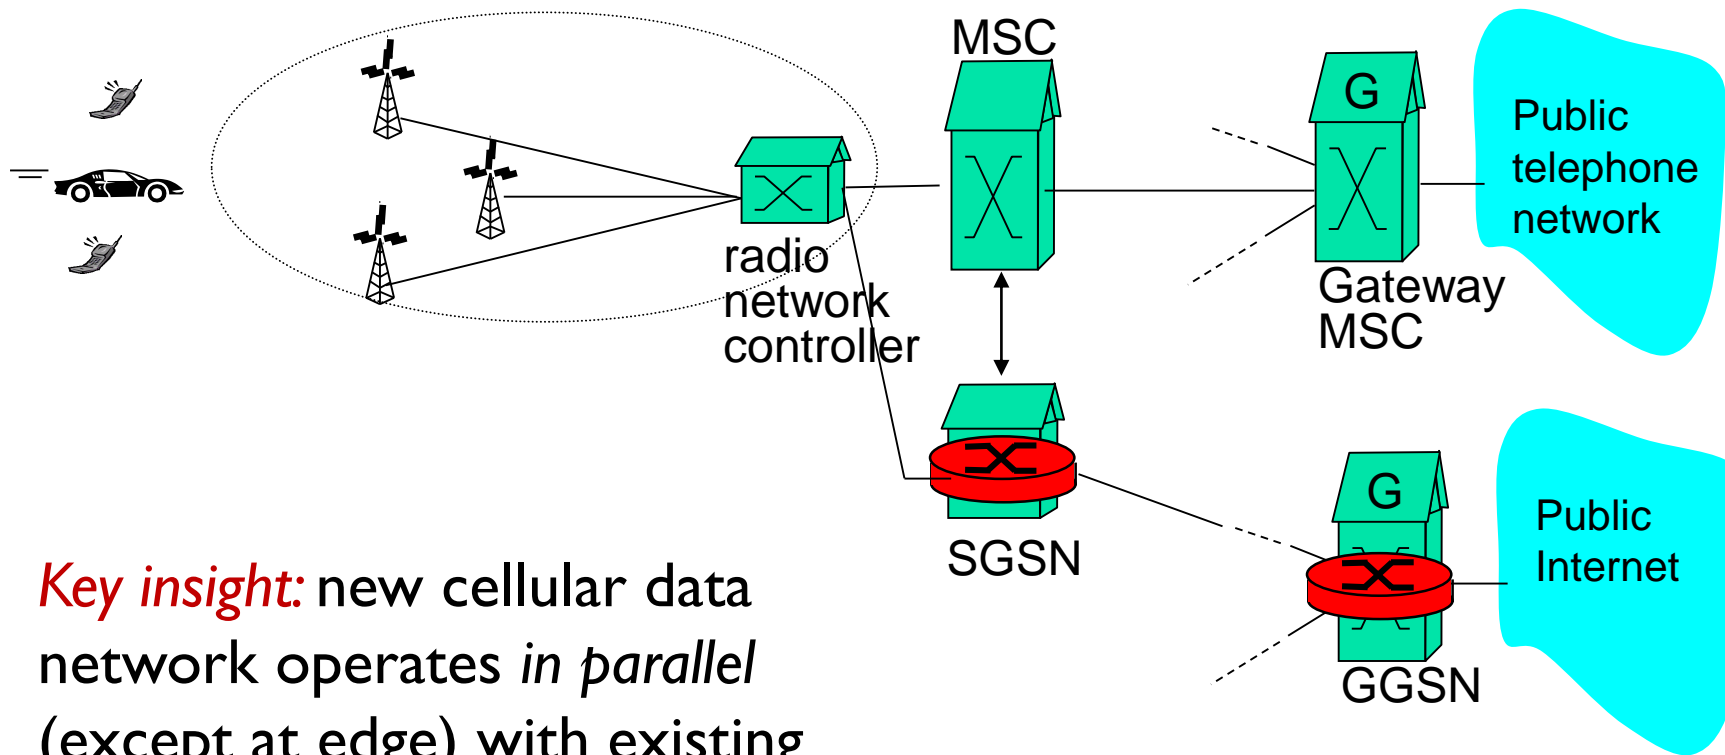 MSC
G
Public
telephone
network
radio
network
controller
Gateway
MSC
SGSN
G
Public
Internet
GGSN
Key insight: new cellular data
network operates in parallel
(except at edge) with existing